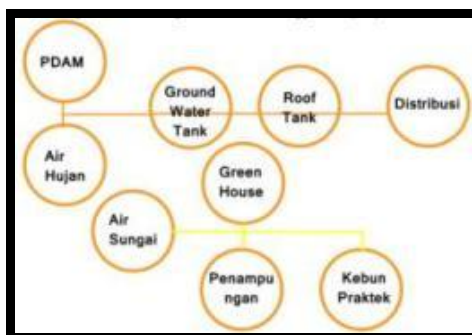 PDAM
Ground
Water
Tank
Roof
Tank
Distribusi
Air
Hujan
Green
House
Air
Sungai
Penampu
ngan
Kebun
Praktek